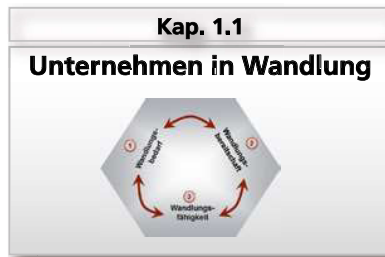 Kap. 1.1
Unternehmen in Wandlung
1
Wandlungs-
bedarf
2
Wandlungs-
bereitschaft
3
Wandlungs-
fähigkeit